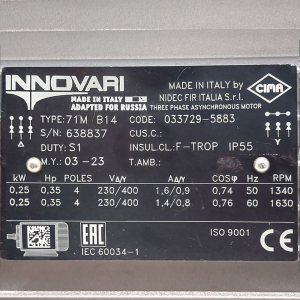 INNOVARI
MADE IN ITALY by
NIDEC FIR ITALIA S.r.l.
CIMA
MADE IN ITALY
ADAPTED FOR RUSSIA THREE PHASE ASYNCHRONOUS MOTOR
TYPE:71M/B14 CODE: 033729-5883
S/N: 638837 CUS.C.:
DUTY: S1 INSUL.CL:F-TROP IP55
M.Y.: 03-23 T.AMB.:
kW Hp POLES VΔ/Y AΔ/Y cosφ Hz RPM
0,25 0,35 4 230/400 1,6/0,9 0,74 50 1340
0,25 0,35 4 230/400 1,4/0,8 0,76 60 1630
EAC
IEC 60034-1
ISO 9001